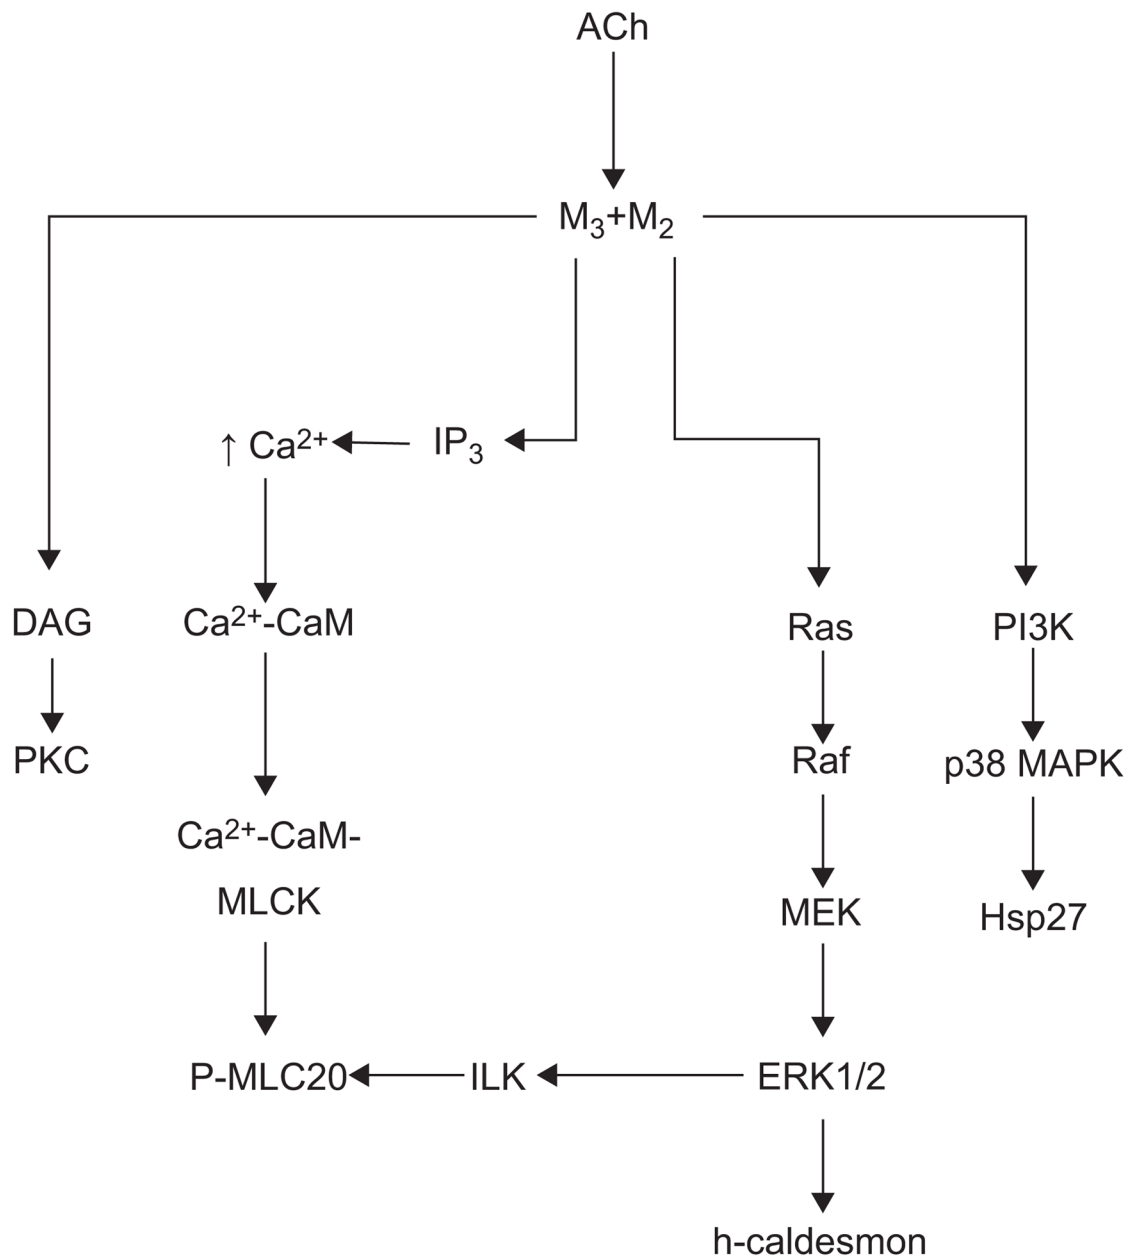 ACh
M₃+M₂
↑ Ca²⁺
IP₃
DAG
Ca²⁺-CaM
Ras
PI3K
PKC
Raf
p38 MAPK
Ca²⁺-CaM-
MLCK
MEK
Hsp27
P-MLC20
ILK
ERK1/2
h-caldesmon